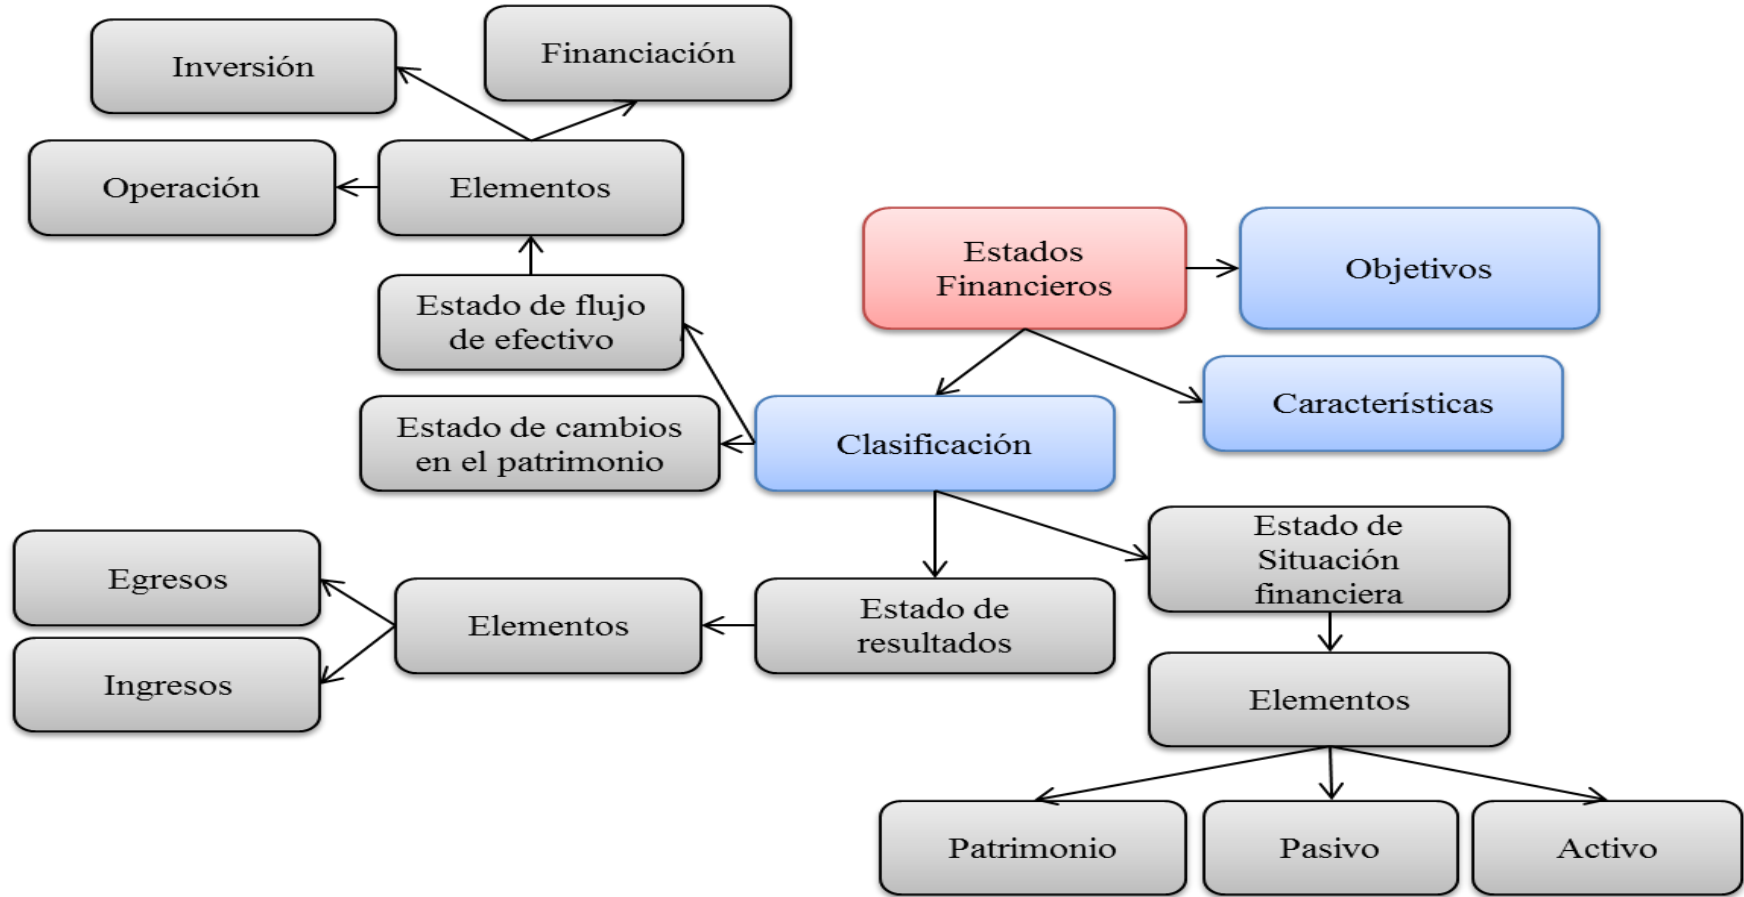 Inversión
Financiación
Operación
Elementos
Estados
Financieros
Objetivos
Estado de flujo
de efectivo
Características
Estado de cambios
en el patrimonio
Clasificación
Estado de
Situación
financiera
Egresos
Elementos
Estado de
resultados
Ingresos
Elementos
Patrimonio
Pasivo
Activo